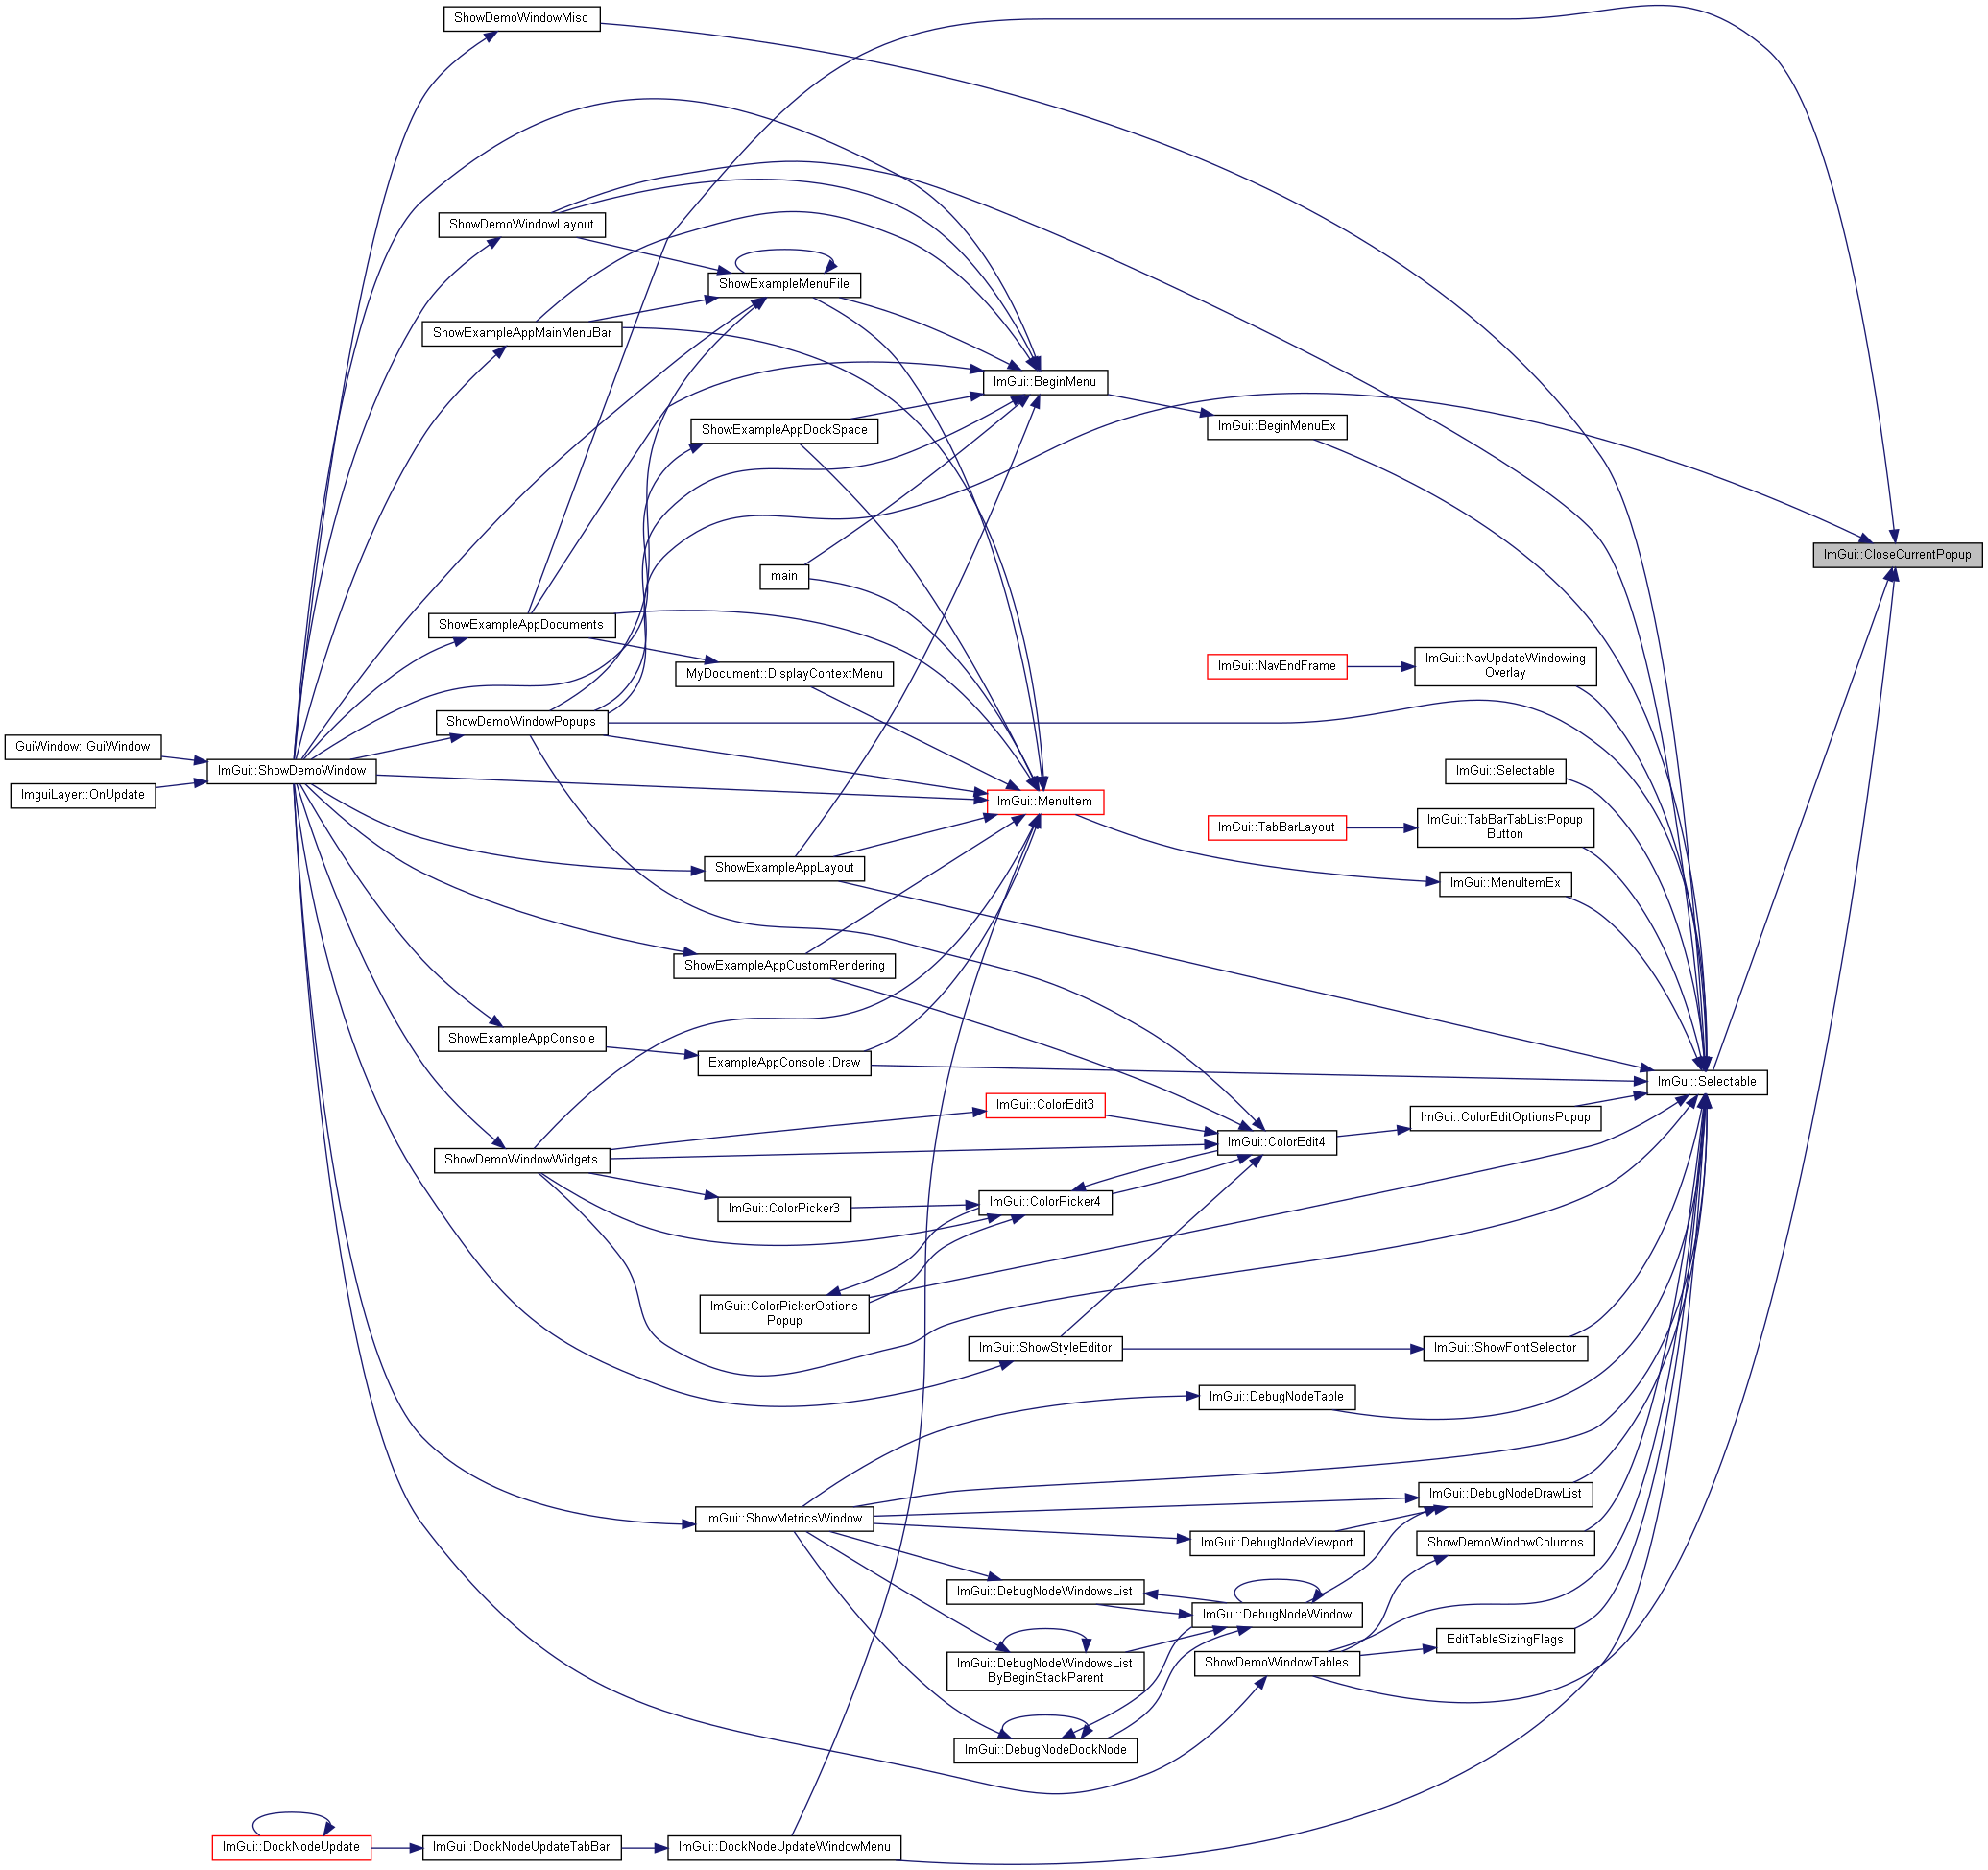 ShowDemoWindowMisc
ShowDemoWindowLayout
ShowExampleMenuFile
ShowExampleAppMainMenuBar
ImGui::BeginMenu
ShowExampleAppDockSpace
ImGui::BeginMenuEx
ImGui::CloseCurrentPopup
main
ShowExampleAppDocuments
MyDocument::DisplayContextMenu
ImGui::NavEndFrame
ImGui::NavUpdateWindowing
Overlay
ShowDemoWindowPopups
GuiWindow::GuiWindow
ImGui::ShowDemoWindow
ImguiLayer::OnUpdate
ImGui::Selectable
ImGui::MenuItem
ImGui::TabBarLayout
ImGui::TabBarTabListPopup
Button
ShowExampleAppLayout
ImGui::MenuItemEx
ShowExampleAppCustomRendering
ShowExampleAppConsole
ExampleAppConsole::Draw
ImGui::Selectable
ImGui::ColorEdit3
ImGui::ColorEditOptionsPopup
ImGui::ColorEdit4
ShowDemoWindowWidgets
ImGui::ColorPicker3
ImGui::ColorPicker4
ImGui::ColorPickerOptions
Popup
ImGui::ShowStyleEditor
ImGui::ShowFontSelector
ImGui::DebugNodeTable
ImGui::DebugNodeDrawList
ImGui::ShowMetricsWindow
ImGui::DebugNodeViewport
ShowDemoWindowColumns
ImGui::DebugNodeWindowsList
ImGui::DebugNodeWindow
EditTableSizingFlags
ImGui::DebugNodeWindowsList
ByBeginStackParent
ShowDemoWindowTables
ImGui::DebugNodeDockNode
ImGui::DockNodeUpdate
ImGui::DockNodeUpdateTabBar
ImGui::DockNodeUpdateWindowMenu